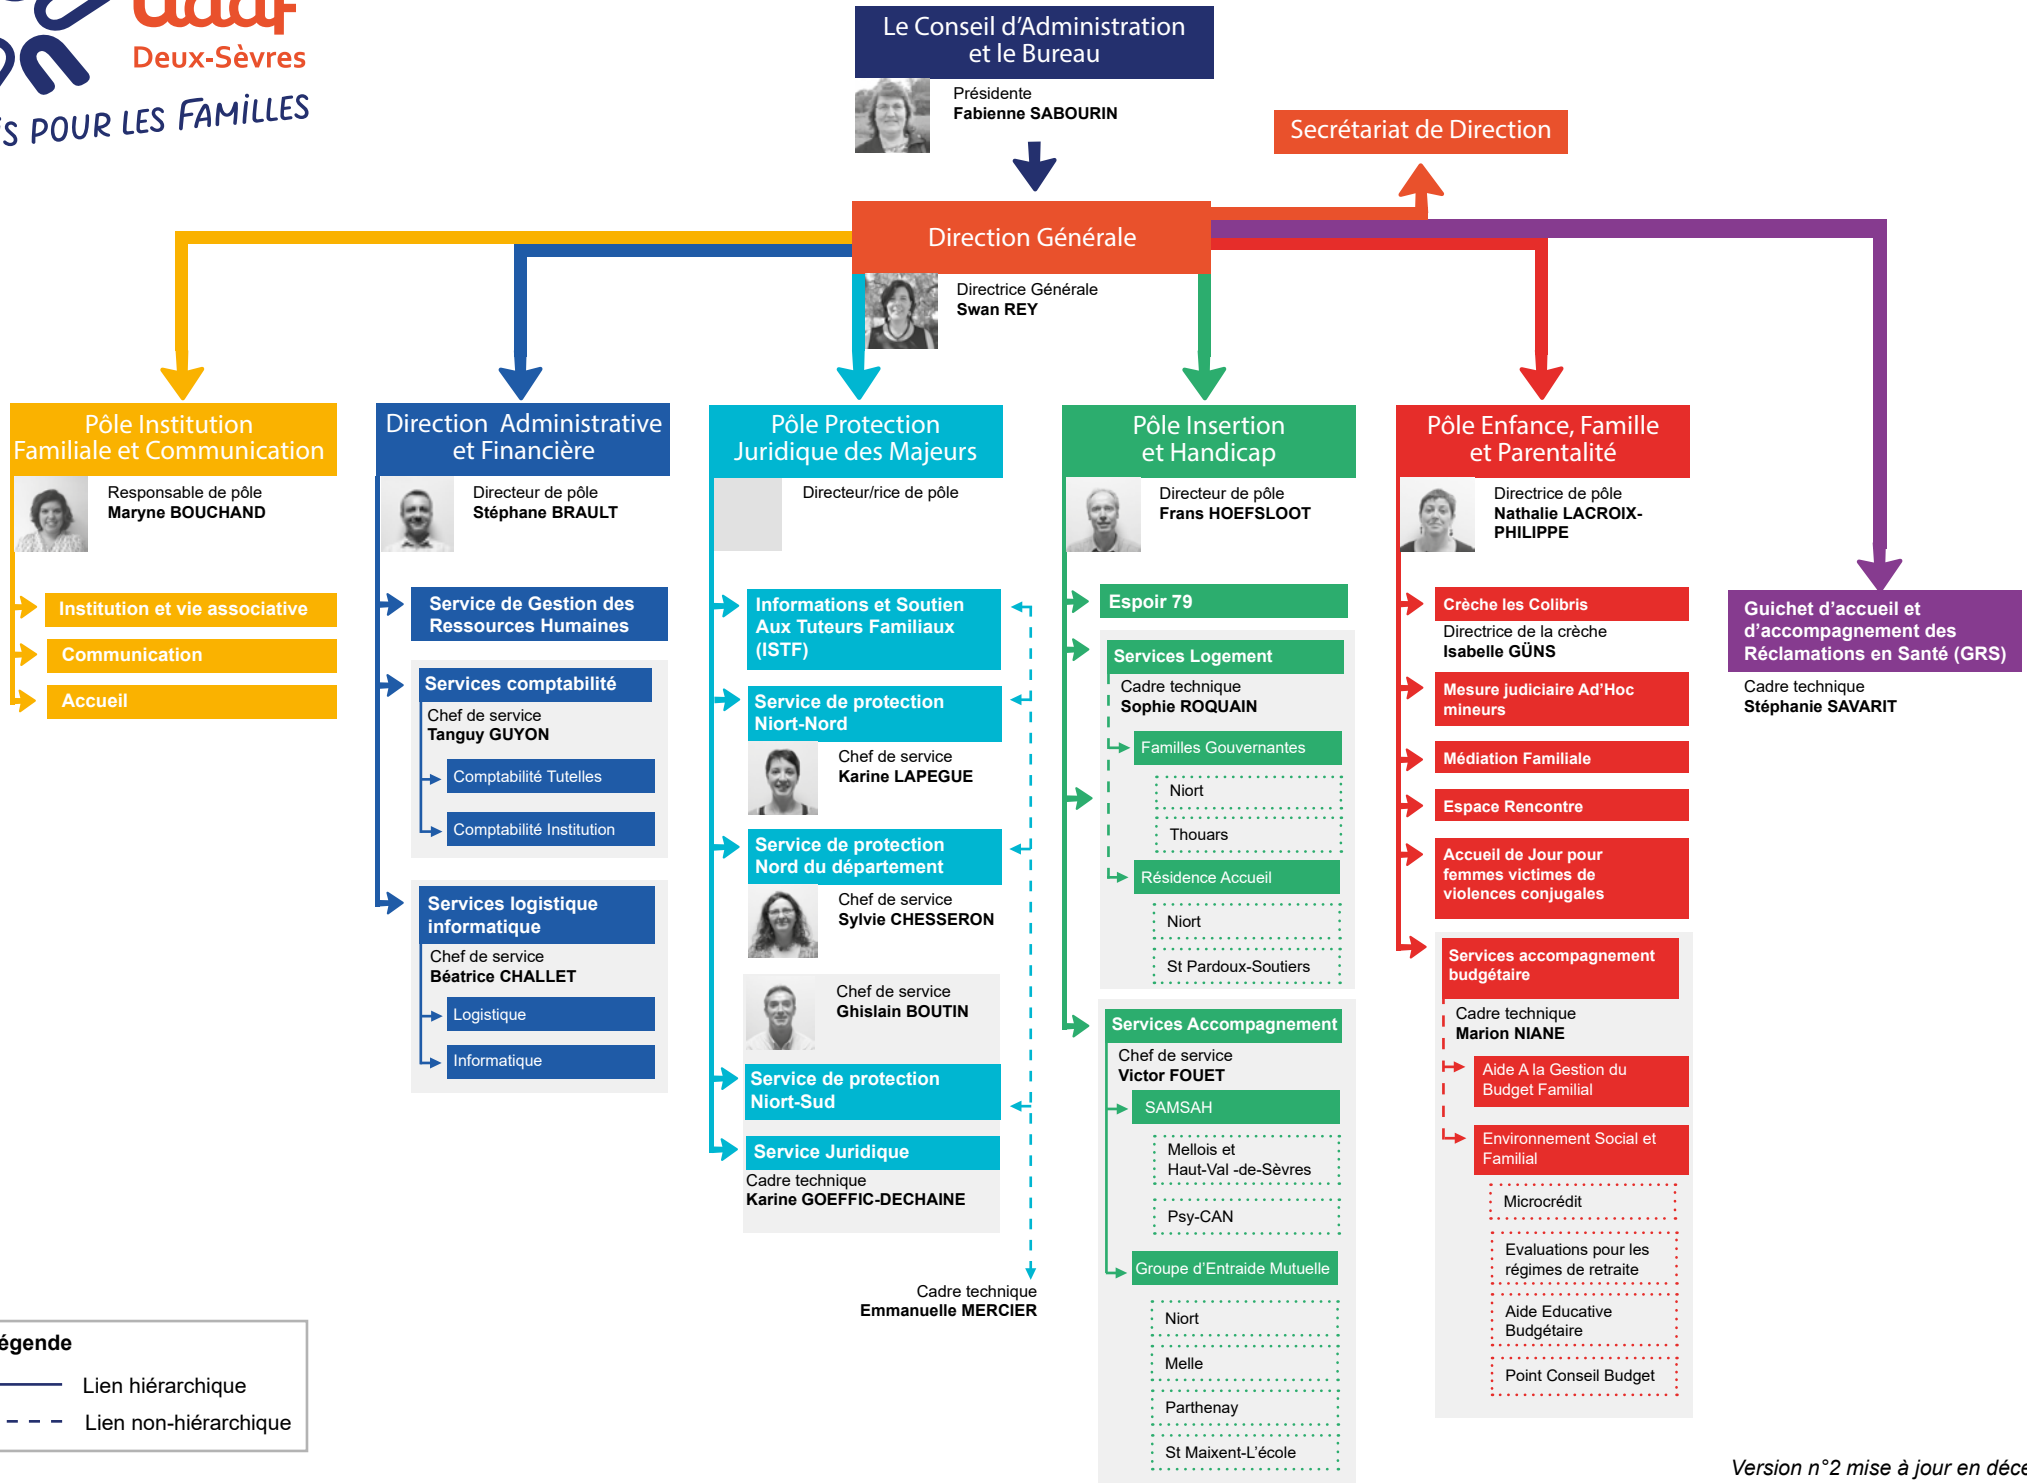 Deux-Sèvres
POUR LES FAMILLES
Le Conseil d'Administration
et le Bureau
Présidente
Fabienne SABOURIN
Secrétariat de Direction
Direction Générale
Directrice Générale
Swan REY
Pôle Institution
Familiale et Communication
Responsable de pôle
Maryne BOUCHAND
Institution et vie associative
Communication
Accueil
Direction Administrative
et Financière
Directeur de pôle
Stéphane BRAULT
Service de Gestion des
Ressources Humaines
Services comptabilité
Chef de service
Tanguy GUYON
Comptabilité Tutelles
Comptabilité Institution
Services logistique
informatique
Chef de service
Béatrice CHALLET
Logistique
Informatique
Pôle Protection
Juridique des Majeurs
Directeur/rice de pôle
Informations et Soutien
Aux Tuteurs Familiaux
(ISTF)
Service de protection
Niort-Nord
Chef de service
Karine LAPEGUE
Service de protection
Nord du département
Chef de service
Sylvie CHESSERON
Chef de service
Ghislain BOUTIN
Service de protection
Niort-Sud
Service Juridique
Cadre technique
Karine GOEFFIC-DECHAINE
Cadre technique
Emmanuelle MERCIER
Pôle Insertion
et Handicap
Directeur de pôle
Frans HOEFSLOOT
Espoir 79
Services Logement
Cadre technique
Sophie ROQUAIN
Familles Gouvernantes
Niort
Thouars
Résidence Accueil
Niort
St Pardoux-Soutiers
Services Accompagnement
Chef de service
Victor FOUET
SAMSAH
Mellois et
Haut-Val -de-Sèvres
Psy-CAN
Groupe d'Entraide Mutuelle
Niort
Melle
Parthenay
St Maixent-L'école
Pôle Enfance, Famille
et Parentalité
Directrice de pôle
Nathalie LACROIX-
PHILIPPE
Crèche les Colibris
Directrice de la crèche
Isabelle GÜNS
Mesure judiciaire Ad'Hoc
mineurs
Médiation Familiale
Espace Rencontre
Accueil de Jour pour
femmes victimes de
violences conjugales
Services accompagnement
budgétaire
Cadre technique
Marion NIANE
Aide A la Gestion du
Budget Familial
Environnement Social et
Familial
Microcrédit
Evaluations pour les
régimes de retraite
Aide Educative
Budgétaire
Point Conseil Budget
Guichet d'accueil et
d'accompagnement des
Réclamations en Santé (GRS)
Cadre technique
Stéphanie SAVARIT
égende
Lien hiérarchique
Lien non-hiérarchique
Version n°2 mise à jour en déce